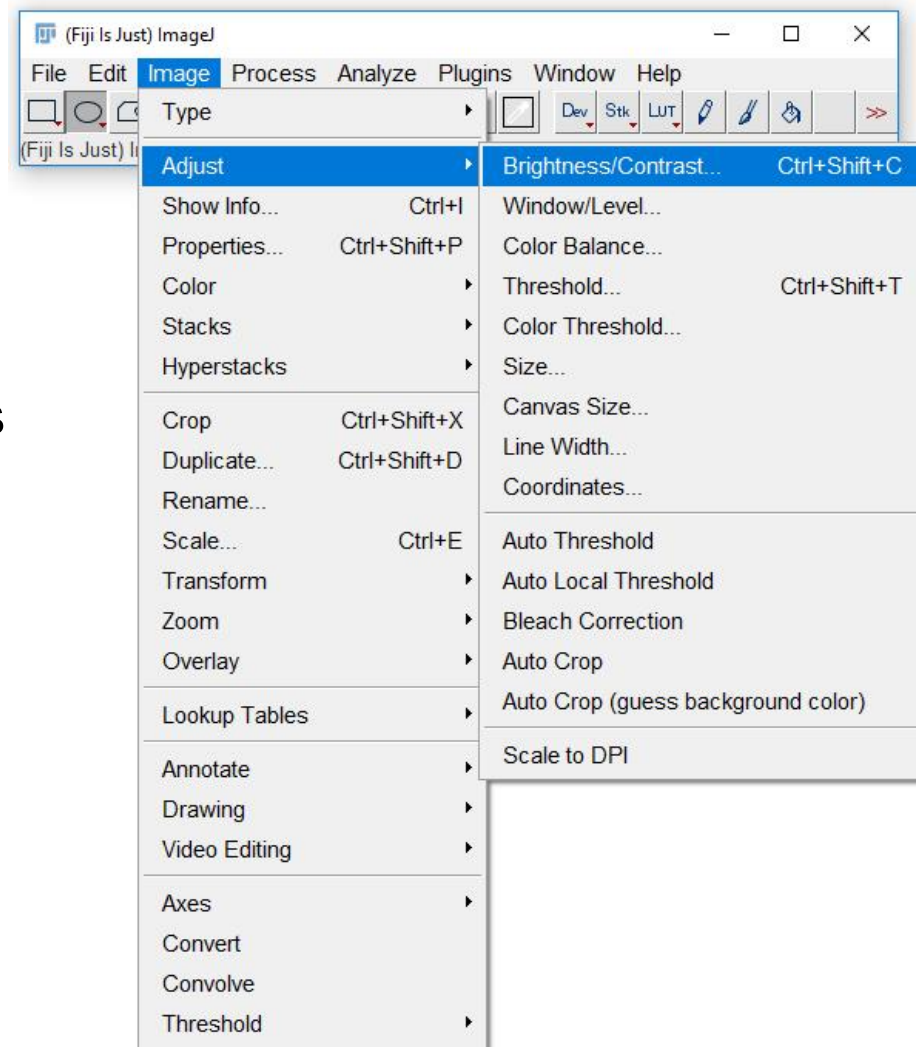 (Fiji Is Just) ImageJ
File Edit Image Process Analyze Plugins Window Help
Dev Stk LUT >>
(Fiji Is Just) I
Type
Adjust
Show Info... Ctrl+I
Properties... Ctrl+Shift+P
Color
Stacks
Hyperstacks
Crop Ctrl+Shift+X
Duplicate... Ctrl+Shift+D
Rename...
Scale... Ctrl+E
Transform
Zoom
Overlay
Lookup Tables
Annotate
Drawing
Video Editing
Axes
Convert
Convolve
Threshold
Brightness/Contrast... Ctrl+Shift+C
Window/Level...
Color Balance...
Threshold... Ctrl+Shift+T
Color Threshold...
Size...
Canvas Size...
Line Width...
Coordinates...
Auto Threshold
Auto Local Threshold
Bleach Correction
Auto Crop
Auto Crop (guess background color)
Scale to DPI
s